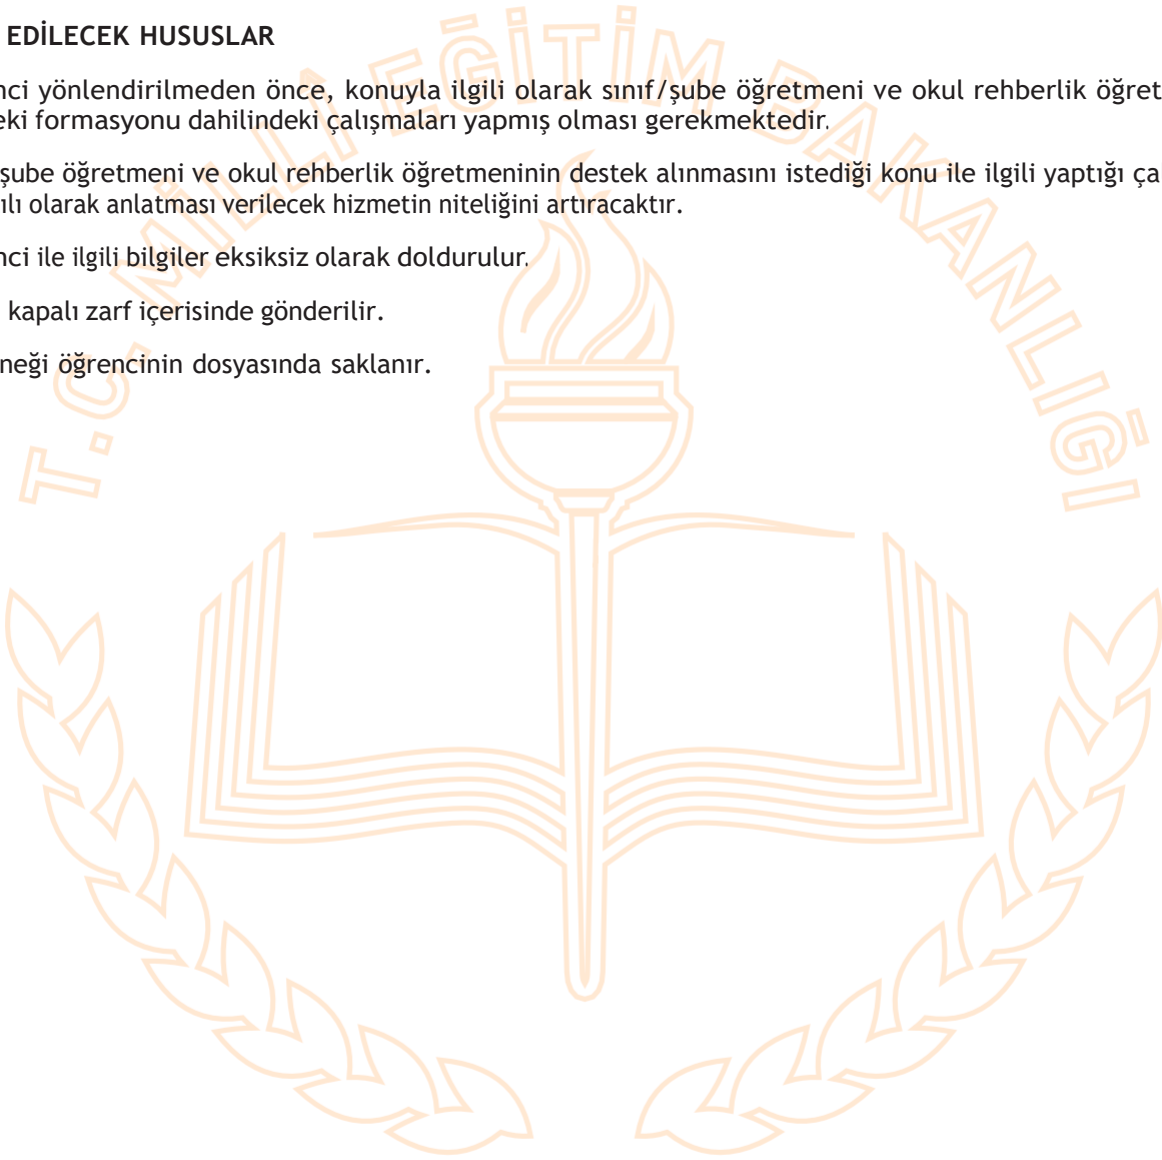 EDİLECEK HUSUSLAR
nci yönlendirilmeden önce, konuyla ilgili olarak sınıf/şube öğretmeni ve okul rehberlik öğret
eki formasyonu dahilindeki çalışmaları yapmış olması gerekmektedir.
şube öğretmeni ve okul rehberlik öğretmeninin destek alınmasını istediği konu ile ilgili yaptığı ça
ılı olarak anlatması verilecek hizmetin niteliğini artıracaktır.
nci ile ilgili bilgiler eksiksiz olarak doldurulur.
kapalı zarf içerisinde gönderilir.
neği öğrencinin dosyasında saklanır.
T.C. MİLLİ EĞİTİM BAKANLIĞI